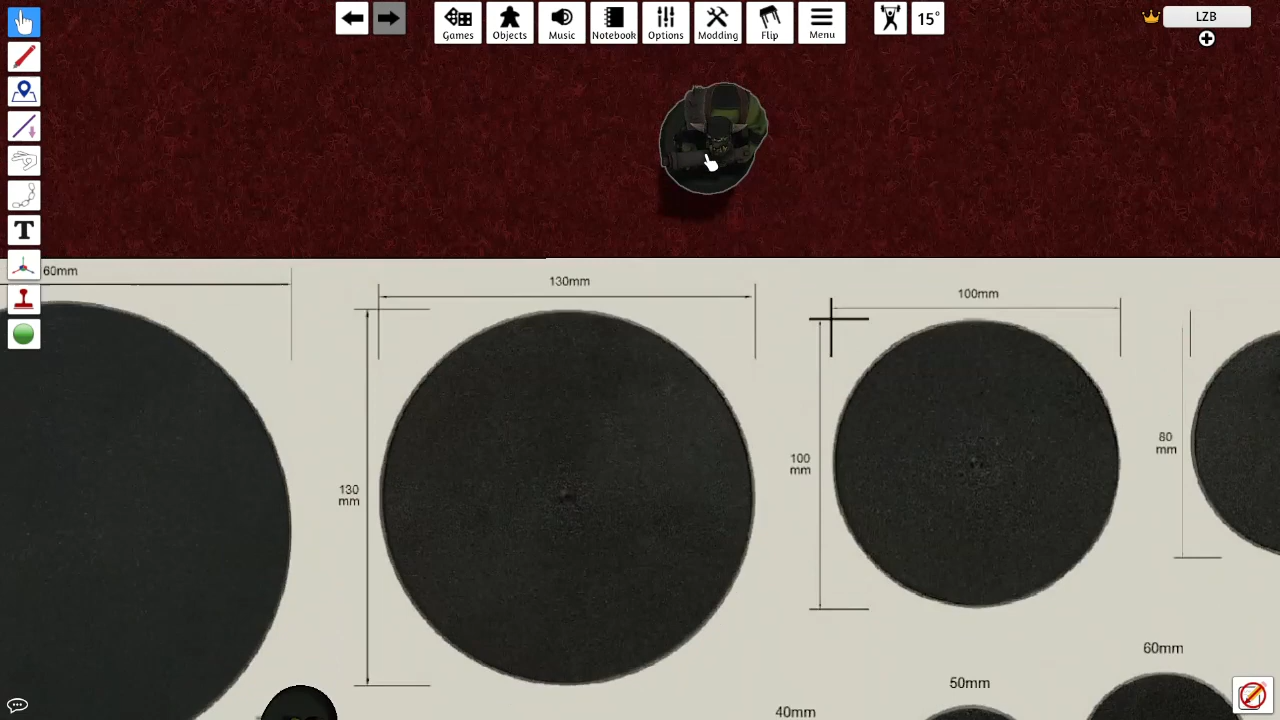 Games
Objects
Music
Notebook
Options
Modding
Flip
Menu
15°
LZB
T
60mm
130mm
100mm
130
mm
100
mm
80
mm
60mm
50mm
40mm